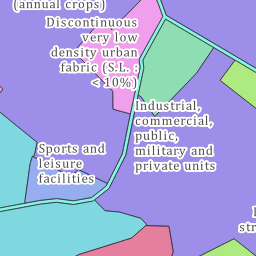 (annual crops)
Discontinuous
very low
density urban
fabric (S.L. :
< 10%)
Industrial,
commercial,
public,
military and
private units
Sports and
leisure
facilities
str